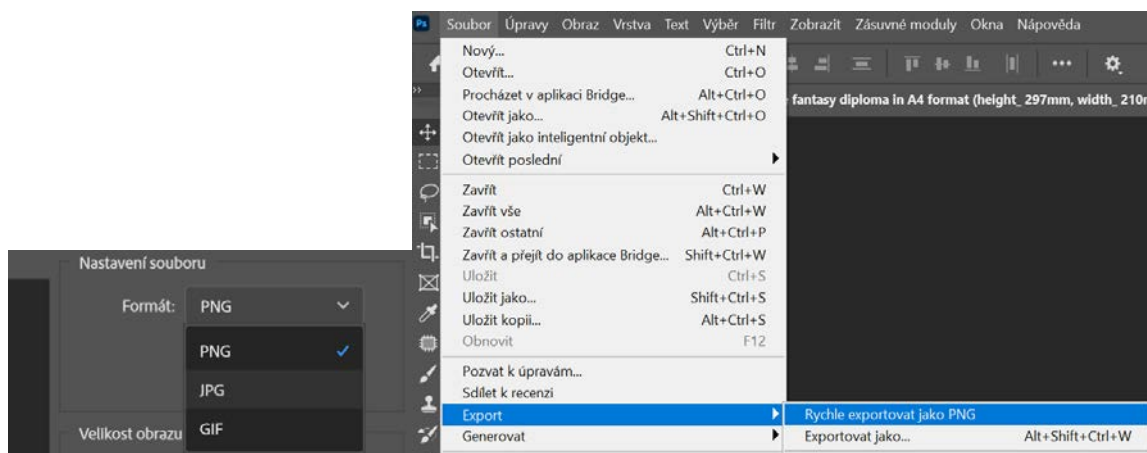 Nastavení souboru
Formát: PNG
PNG
JPG
GIF
Velikost obrazu
Ps Soubor Úpravy Obraz Vrstva Text Výběr Filtr Zobrazit Zásuvné moduly Okna Nápověda
Nový... Ctrl+N
Otevřít... Ctrl+O
Procházet v aplikaci Bridge... Alt+Ctrl+O
Otevřít jako... Alt+Shift+Ctrl+O
Otevřít jako inteligentní objekt...
Otevřít poslední
fantasy diploma in A4 format (height_ 297mm, width_ 210
Zavřít Ctrl+W
Zavřít vše Alt+Ctrl+W
Zavřít ostatní Alt+Ctrl+P
Zavřít a přejít do aplikace Bridge... Shift+Ctrl+W
Uložit Ctrl+S
Uložit jako... Shift+Ctrl+S
Uložit kopii... Alt+Ctrl+S
Obnovit F12
Pozvat k úpravám...
Sdílet k recenzi
Export
Generovat
Rychle exportovat jako PNG
Exportovat jako... Alt+Shift+Ctrl+W